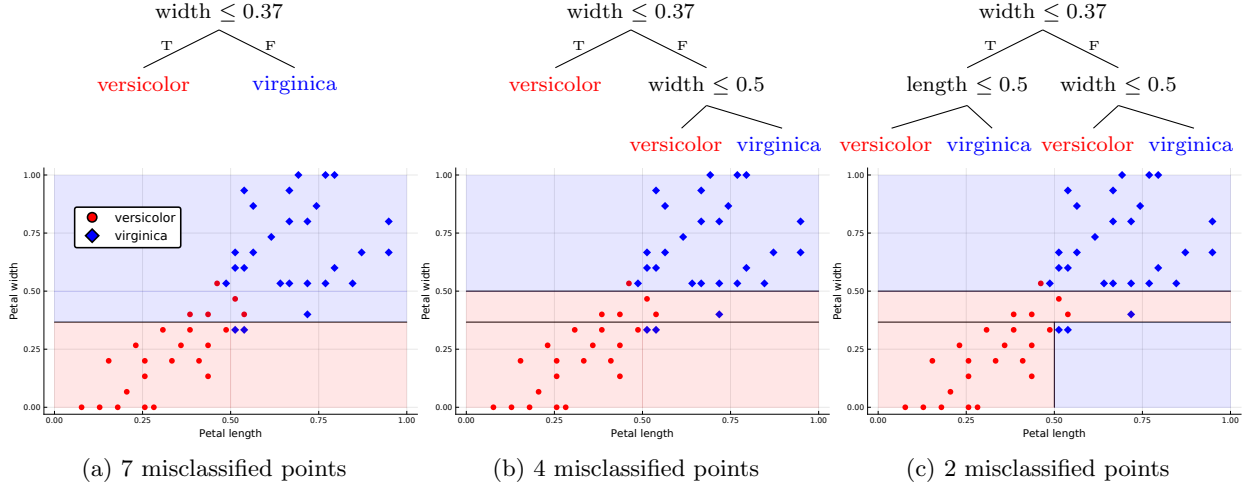 width ≤ 0.37
T F
versicolor virginica
1.00
0.75
0.50
0.25
0.00
Petal width
versicolor
virginica
0.00 0.25 0.50 0.75 1.00
Petal length
(a) 7 misclassified points
width ≤ 0.37
T F
versicolor width ≤ 0.5
versicolor virginica
1.00
0.75
0.50
0.25
0.00
Petal width
0.00 0.25 0.50 0.75 1.00
Petal length
(b) 4 misclassified points
width ≤ 0.37
T F
length ≤ 0.5 width ≤ 0.5
versicolor virginica versicolor virginica
1.00
0.75
0.50
0.25
0.00
Petal width
0.00 0.25 0.50 0.75 1.00
Petal length
(c) 2 misclassified points